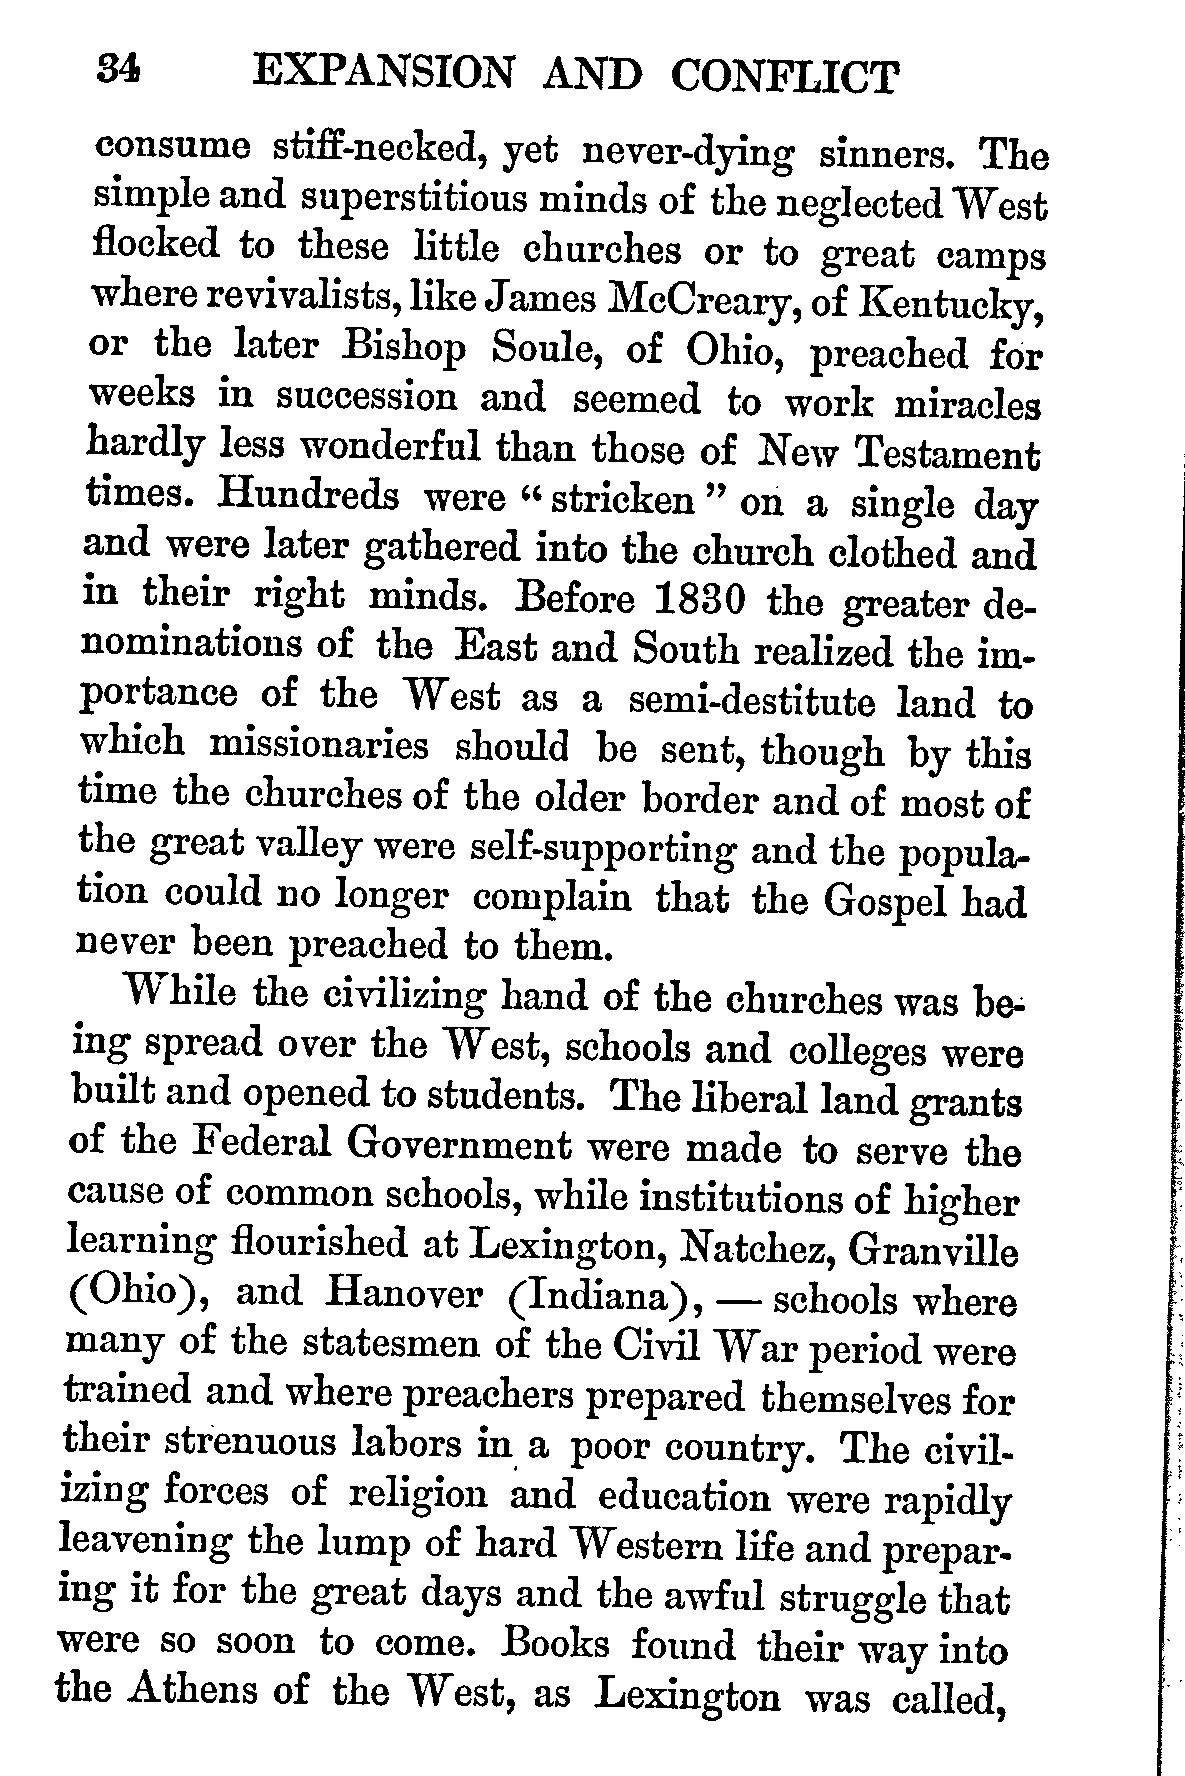 34 EXPANSION AND CONFLICT
consume stiff-necked, yet never-dying sinners. The
simple and superstitious minds of the neglected West
flocked to these little churches or to great camps
where revivalists, like James McCreary, of Kentucky,
or the later Bishop Soule, of Ohio, preached for
weeks in succession and seemed to work miracles
hardly less wonderful than those of New Testament
times. Hundreds were “ stricken ” on a single day
and were later gathered into the church clothed and
in their right minds. Before 1830 the greater de-
nominations of the East and South realized the im-
portance of the West as a semi-destitute land to
which missionaries should be sent, though by this
time the churches of the older border and of most of
the great valley were self-supporting and the popula-
tion could no longer complain that the Gospel had
never been preached to them.
While the civilizing hand of the churches was be-
ing spread over the West, schools and colleges were
built and opened to students. The liberal land grants
of the Federal Government were made to serve the
cause of common schools, while institutions of higher
learning flourished at Lexington, Natchez, Granville
(Ohio), and Hanover (Indiana), — schools where
many of the statesmen of the Civil War period were
trained and where preachers prepared themselves for
their strenuous labors in a poor country. The civil-
izing forces of religion and education were rapidly
leavening the lump of hard Western life and prepar-
ing it for the great days and the awful struggle that
were so soon to come. Books found their way into
the Athens of the West, as Lexington was called,